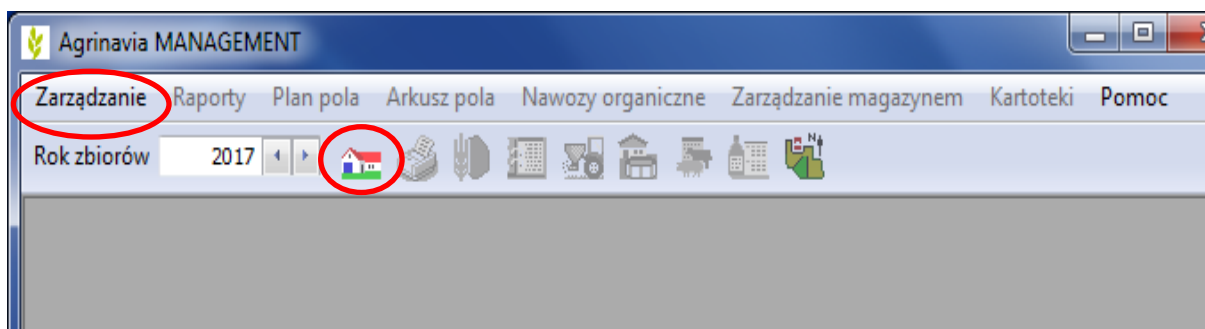 Agrinavia MANAGEMENT
Zarządzanie Raporty Plan pola Arkusz pola Nawozy organiczne Zarządzanie magazynem Kartoteki Pomoc
Rok zbiorów 2017
N